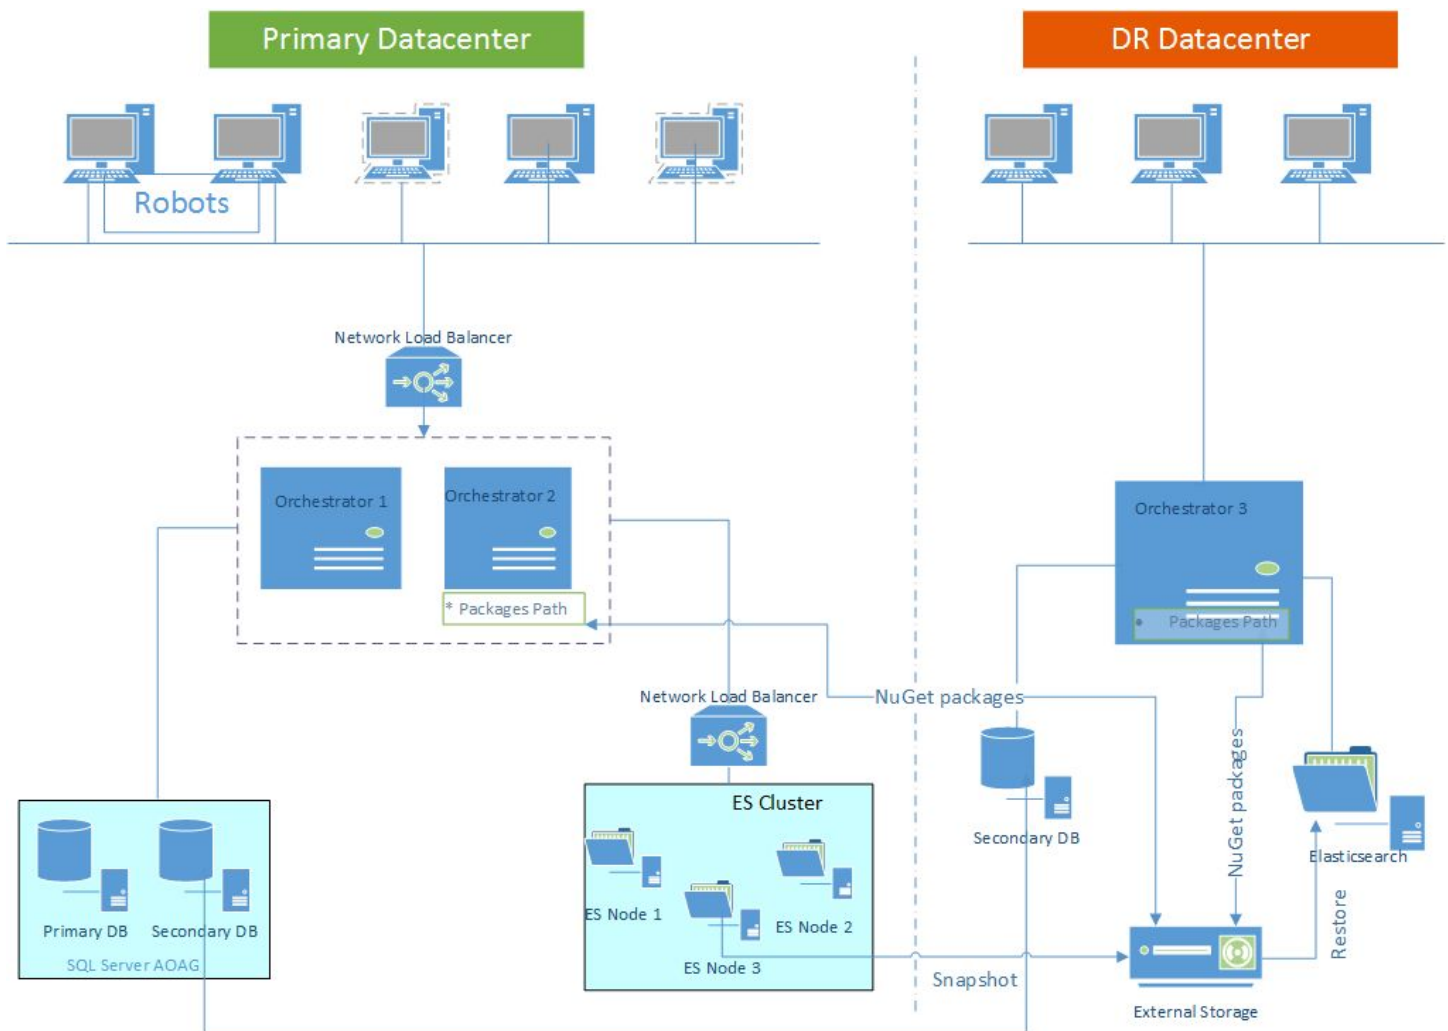 Primary Datacenter
DR Datacenter
Robots
Network Load Balancer
Orchestrator 1
Orchestrator 2
* Packages Path
Orchestrator 3
• Packages Path
Network Load Balancer
NuGet packages
NuGet packages
ES Cluster
ES Node 1
ES Node 2
ES Node 3
Primary DB
Secondary DB
SQL Server AOAG
Secondary DB
Elasticsearch
Restore
Snapshot
External Storage